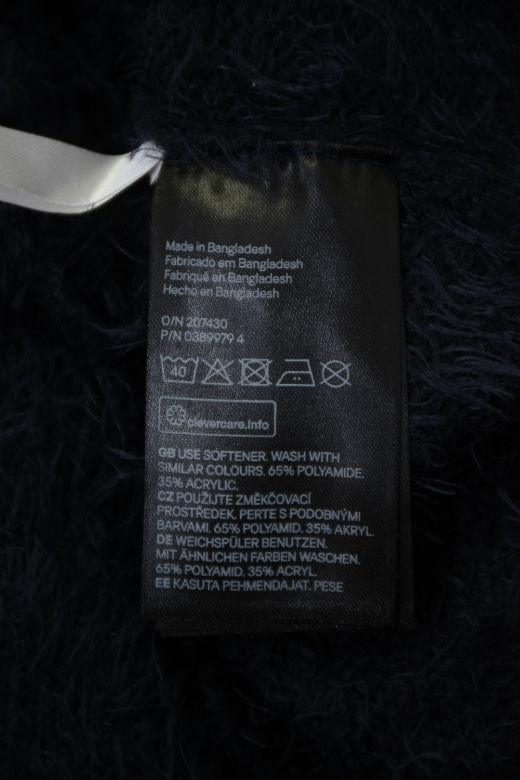 Made in Bangladesh
Fabricado em Bangladesh
Fabriqué en Bangladesh
Hecho en Bangladesh
O/N 207430
P/N 0389979 4
40
clevercare.info
GB USE SOFTENER. WASH WITH
SIMILAR COLOURS. 65% POLYAMIDE.
35% ACRYLIC.
CZ POUŽIJTE ZMĚKČOVACÍ
PROSTŘEDEK. PERTE S PODOBNÝMI
BARVAMI. 65% POLYAMID. 35% AKRYL.
DE WEICHSPÜLER BENUTZEN.
MIT ÄHNLICHEN FARBEN WASCHEN.
65% POLYAMID. 35% ACRYL.
EE KASUTA PEHMENDAJAT. PESE